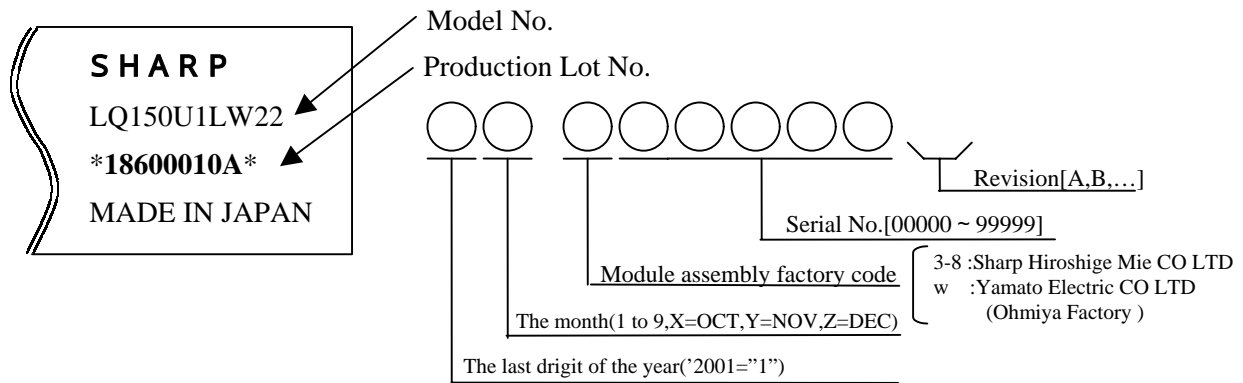 Model No.
SHARP
Production Lot No.
LQ150U1LW22
*18600010A*
MADE IN JAPAN
Revision[A,B,…]
Serial No.[00000 ~ 99999]
Module assembly factory code
3-8 :Sharp Hiroshige Mie CO LTD
w :Yamato Electric CO LTD
(Ohmiya Factory )
The month(1 to 9,X=OCT,Y=NOV,Z=DEC)
The last drigit of the year(’2001=”1”)